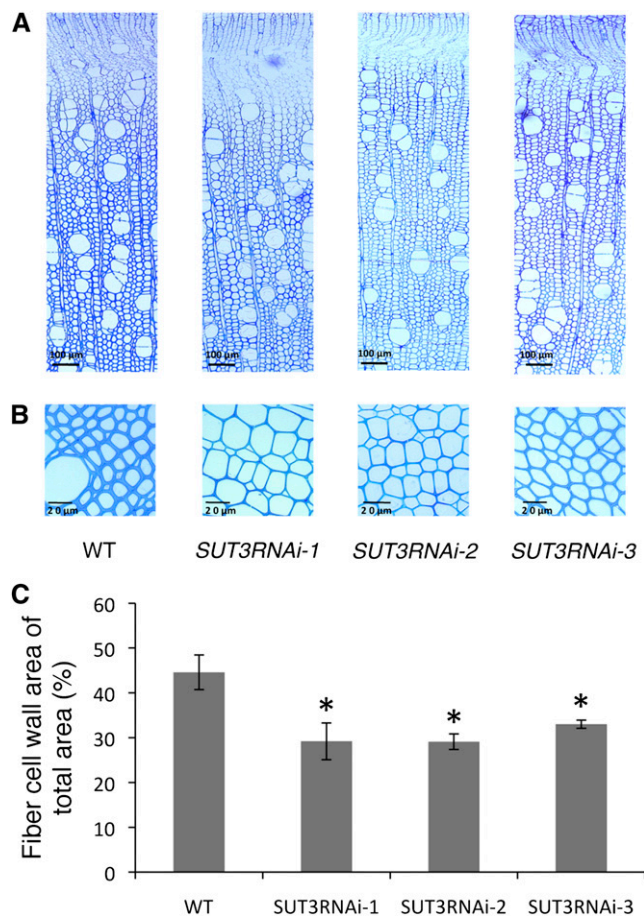 A
100 µm 100 µm 100 µm 100 µm
B
20 µm 20 µm 20 µm 20 µm
WT SUT3RNAi-1 SUT3RNAi-2 SUT3RNAi-3
C
Fiber cell wall area of
total area (%)
60
50
40
30
20
10
0
* * *
WT SUT3RNAi-1 SUT3RNAi-2 SUT3RNAi-3